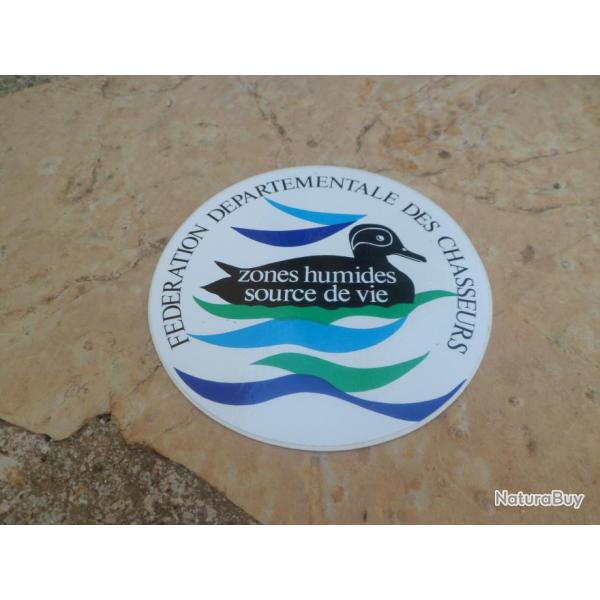 FEDERATION DEPARTEMENTALE DES CHASSEURS
zones humides
source de vie
NaturaBuy